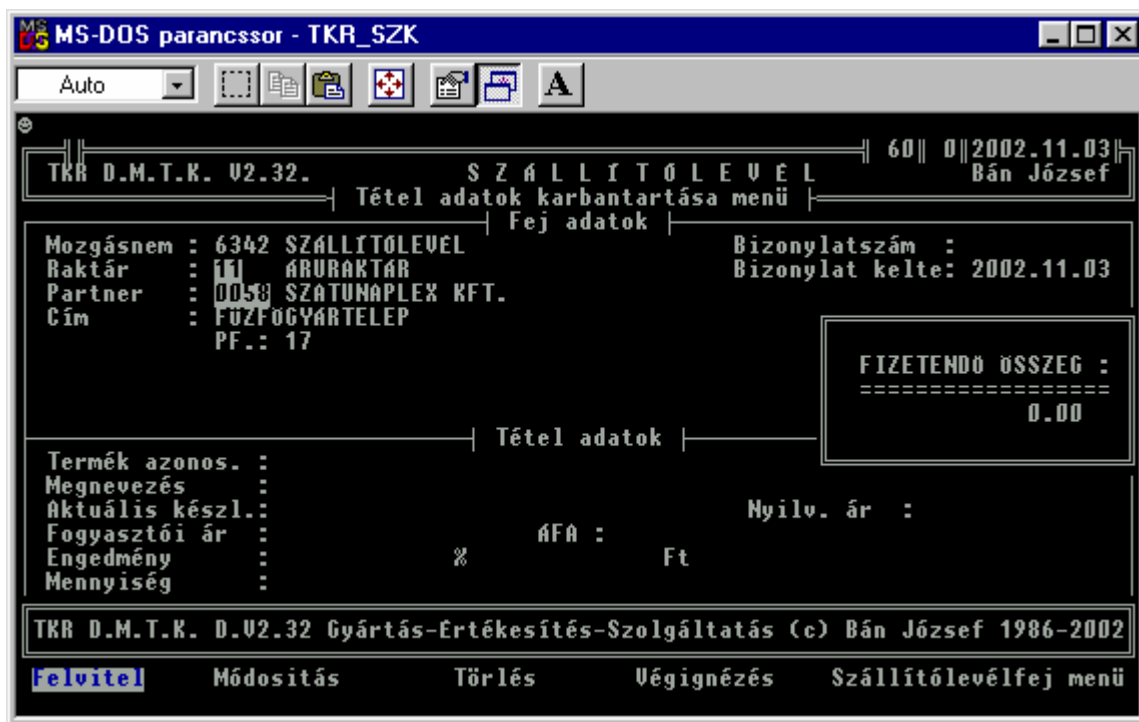 MS-DOS parancssor - TKR_SZK
Auto
A
60 0 2002.11.03
TKR D.M.T.K. V2.32. S Z Á L L Í T Ó L E V É L Bán József
Tétel adatok karbantartása menü
Fej adatok
Mozgásnem : 6342 SZÁLLÍTÓLEVÉL Bizonylatszám :
Raktár : 11 ÁRURAKTÁR Bizonylat kelte: 2002.11.03
Partner : 0058 SZATUNAPLEX KFT.
Cím : FŰZFŐGYÁRTELEP
PF.: 17
FIZETENDŐ ÖSSZEG :
==================
0.00
Tétel adatok
Termék azonos. :
Megnevezés :
Aktuális készl.: Nyilv. ár :
Fogyasztói ár : ÁFA :
Engedmény : % Ft
Mennyiség :
TKR D.M.T.K. D.V2.32 Gyártás-Értékesítés-Szolgáltatás (c) Bán József 1986-2002
Felvitel Módositás Törlés Végignézés Szállítólevélfej menü